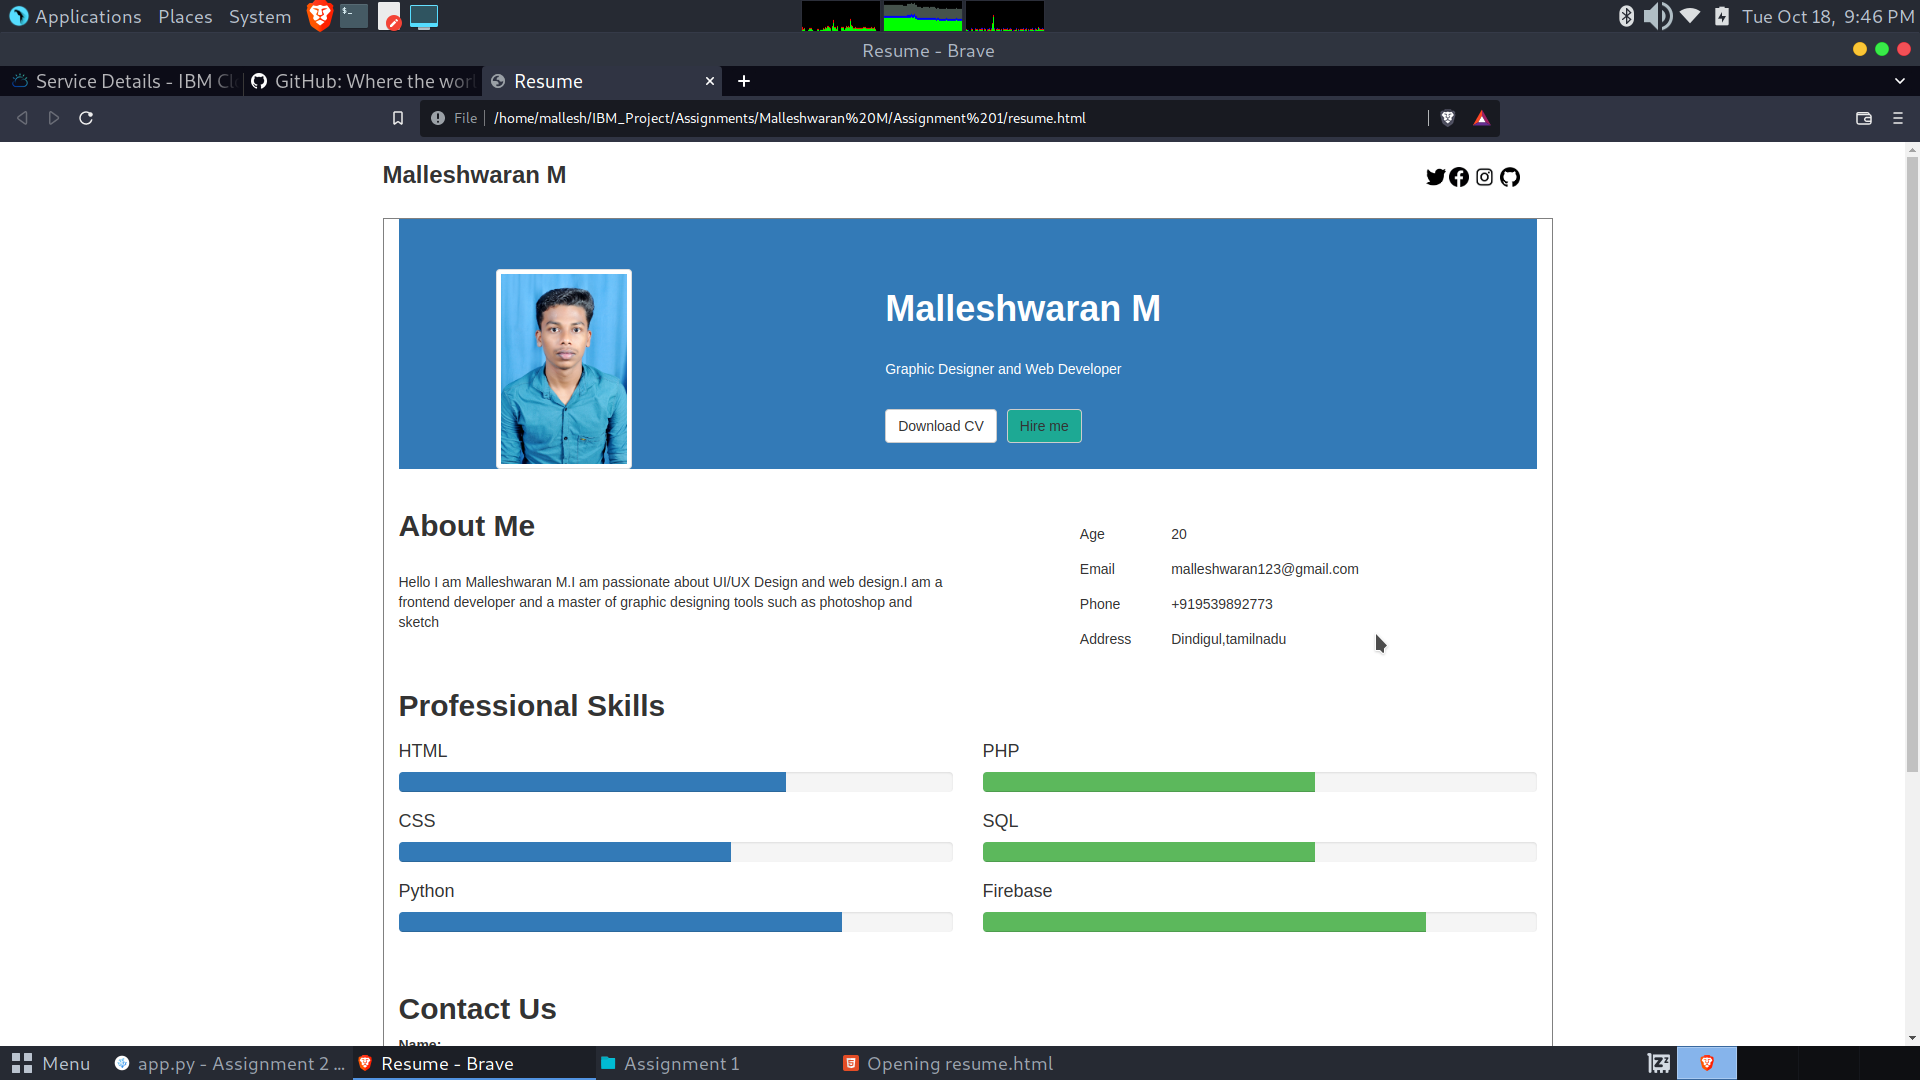 Applications Places System
Tue Oct 18, 9:46 PM
Resume - Brave
Service Details - IBM Cl
GitHub: Where the worl
Resume
File
/home/mallesh/IBM_Project/Assignments/Malleshwaran%20M/Assignment%201/resume.html
Malleshwaran M
Malleshwaran M
Graphic Designer and Web Developer
Download CV
Hire me
About Me
Hello I am Malleshwaran M.I am passionate about UI/UX Design and web design.I am a
frontend developer and a master of graphic designing tools such as photoshop and
sketch
Age 20
Email malleshwaran123@gmail.com
Phone +919539892773
Address Dindigul,tamilnadu
Professional Skills
HTML
PHP
CSS
SQL
Python
Firebase
Contact Us
Name:
Menu
app.py - Assignment 2 ...
Resume - Brave
Assignment 1
Opening resume.html